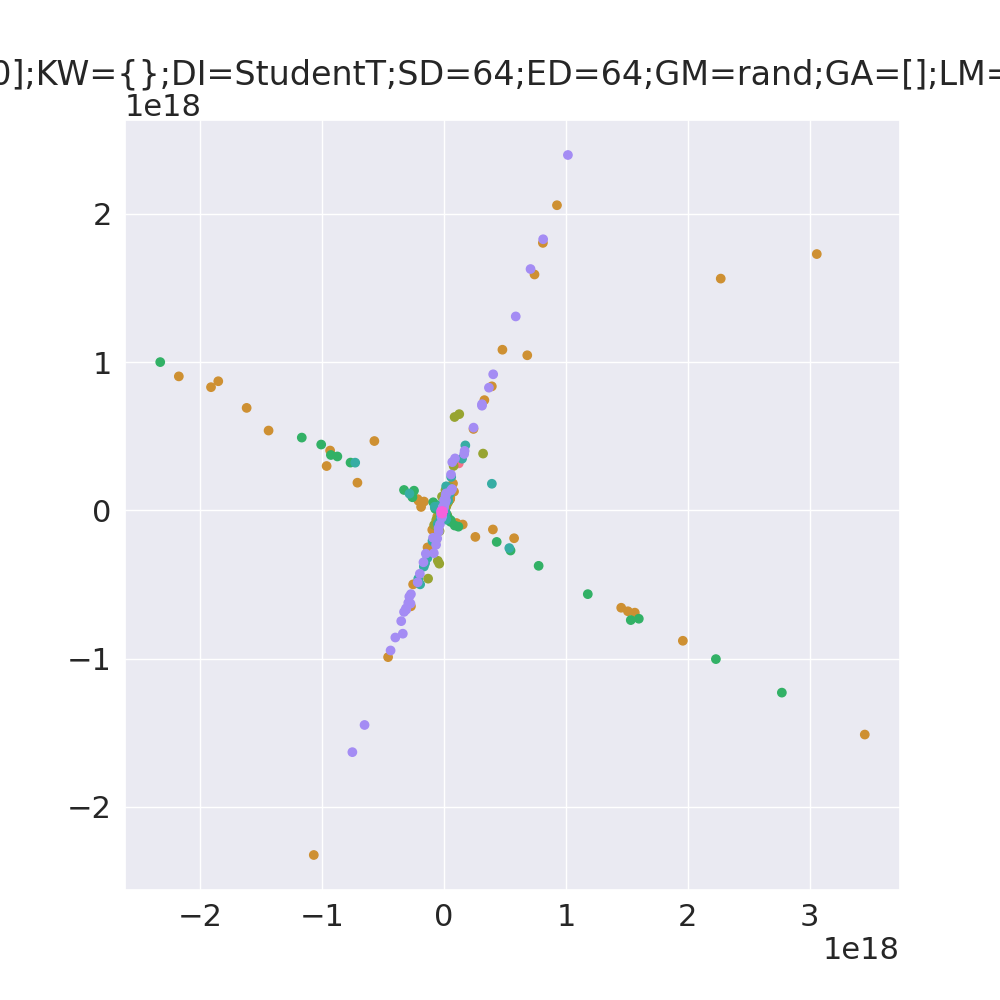 0];KW={};DI=StudentT;SD=64;ED=64;GM=rand;GA=[];LM=
1e18
2
1
0
−1
−2
−2 −1 0 1 2 3
1e18